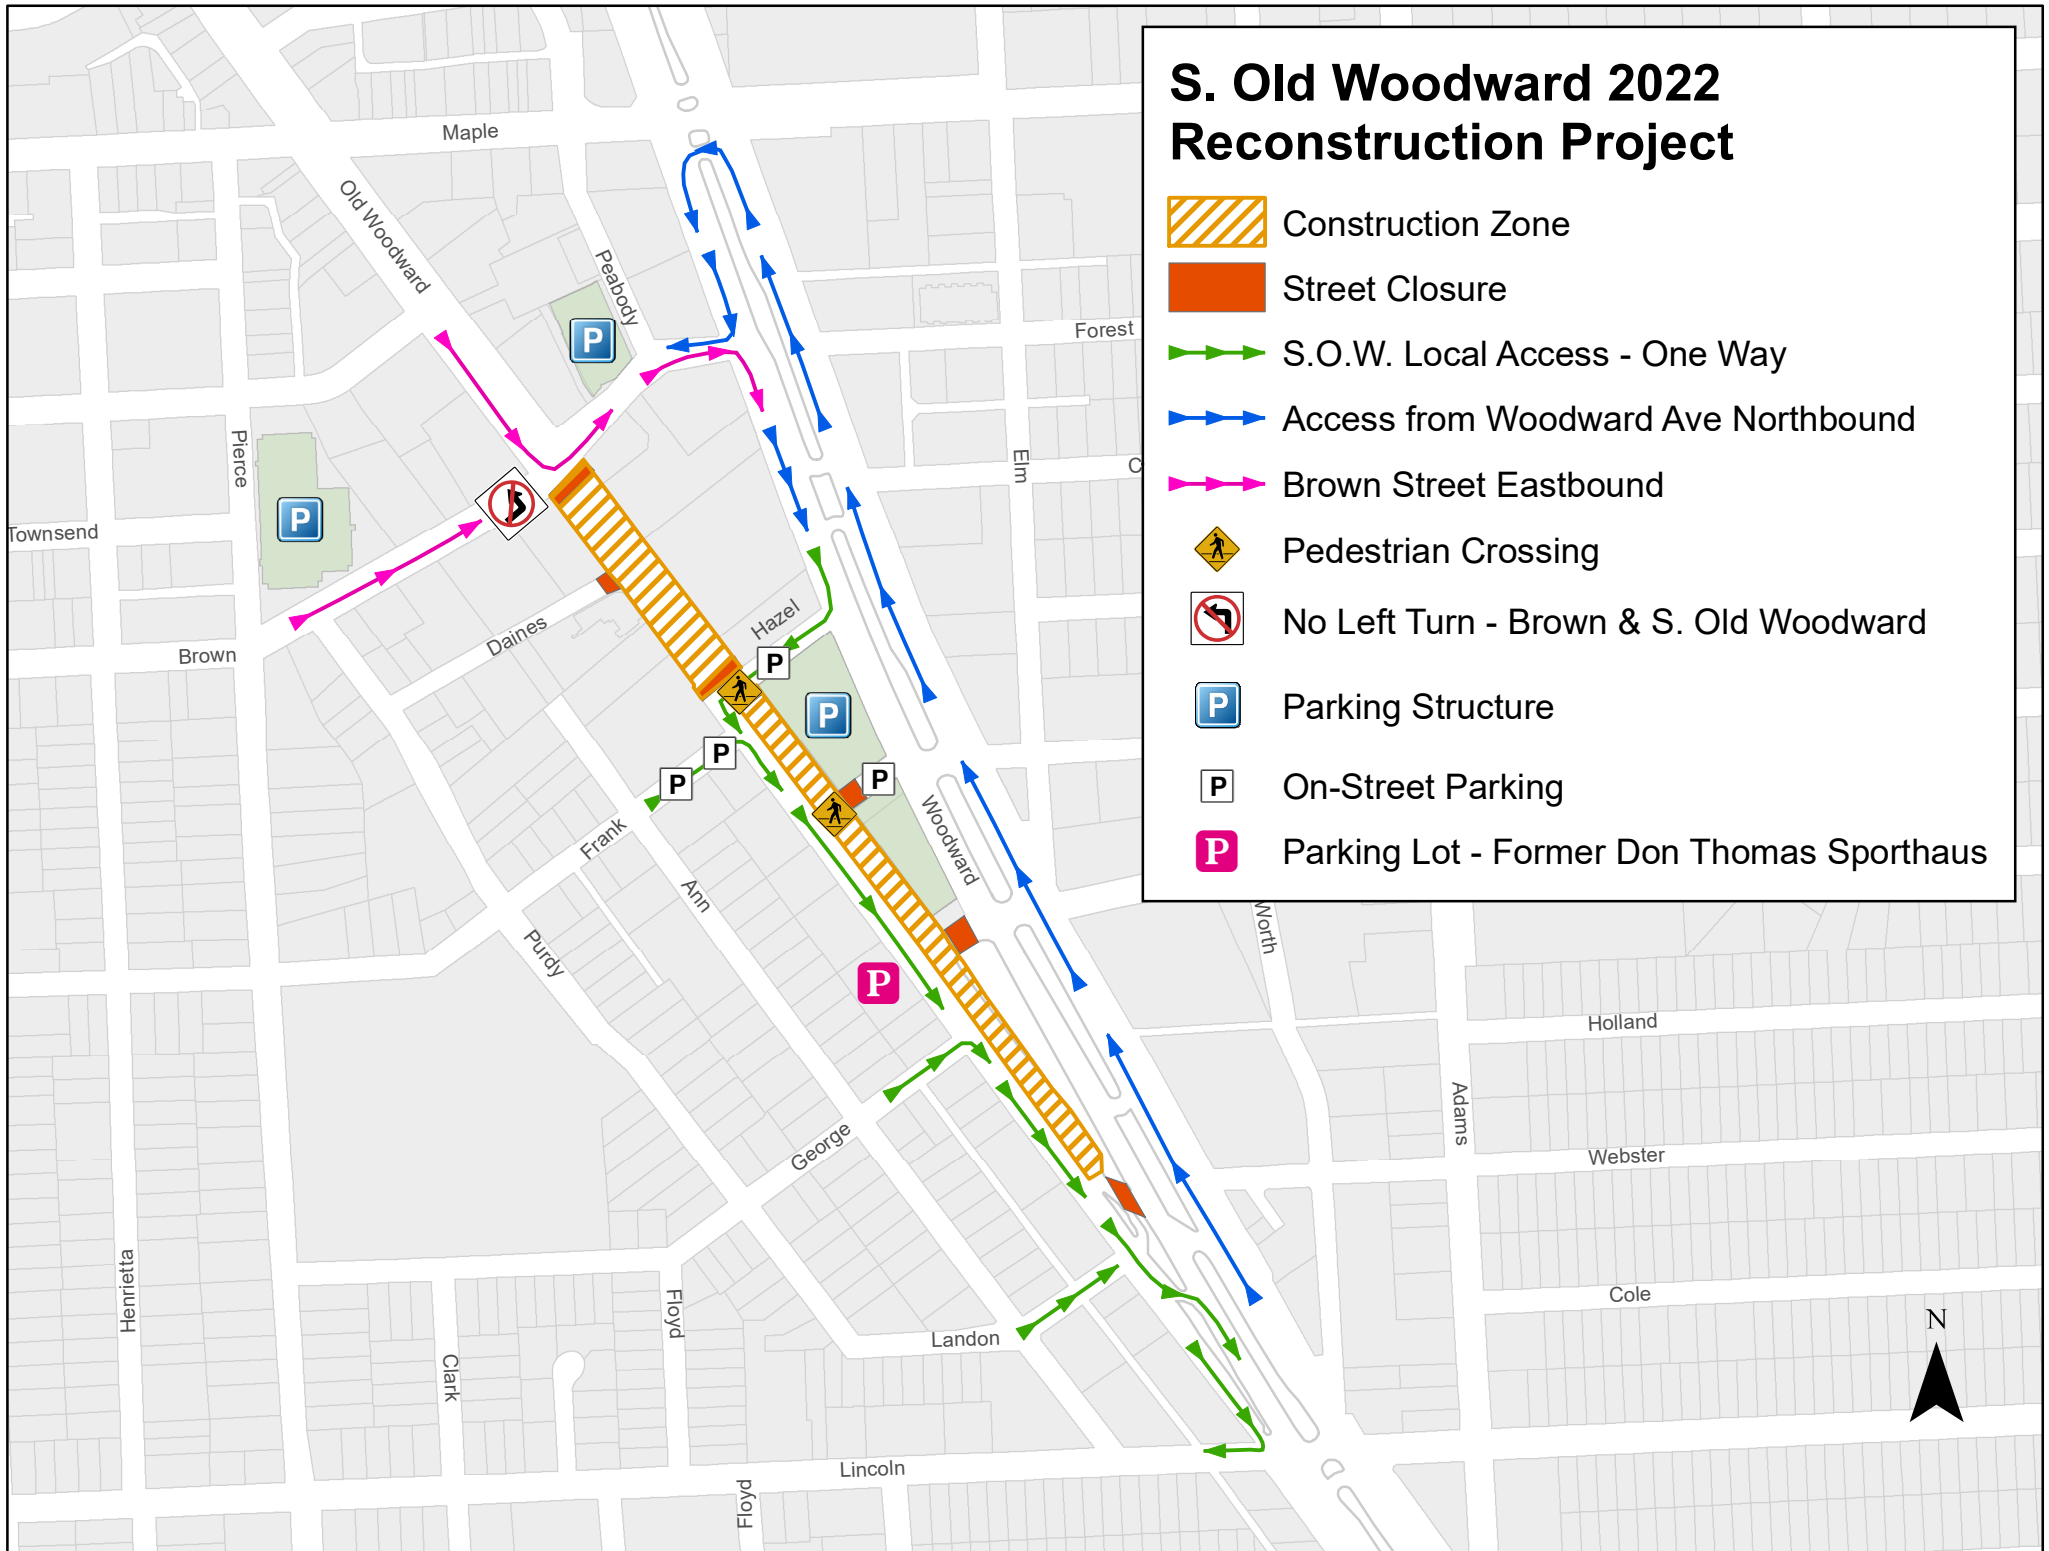 S. Old Woodward 2022
Reconstruction Project
Construction Zone
Street Closure
S.O.W. Local Access - One Way
Access from Woodward Ave Northbound
Brown Street Eastbound
Pedestrian Crossing
No Left Turn - Brown & S. Old Woodward
P Parking Structure
P On-Street Parking
P Parking Lot - Former Don Thomas Sporthaus
Maple
Old Woodward
Peabody
P
Forest
Pierce
Elm
C
P
Townsend
Hazel
Daines
Brown
P
P
P
P
P
Woodward
Frank
Ann
Worth
Purdy
P
Holland
Adams
George
Webster
Henrietta
Floyd
Cole
N
Landon
Clark
Lincoln
Floyd